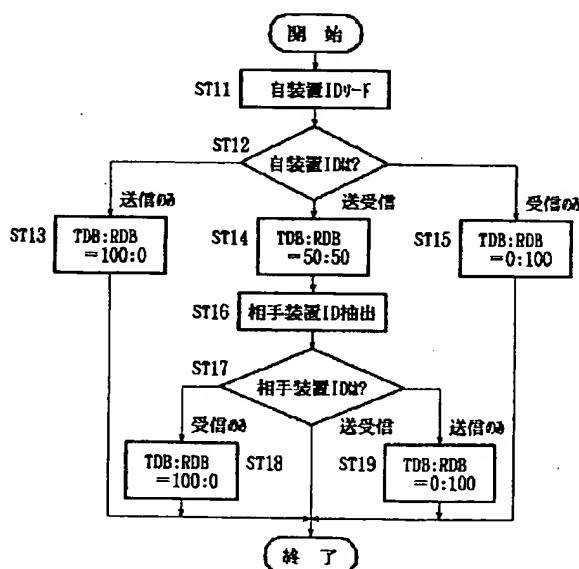 開始
ST11
自装置IDリード
ST12
自装置IDは?
送信のみ
送受信
受信のみ
ST13
TDB:RDB
=100:0
ST14
TDB:RDB
=50:50
ST15
TDB:RDB
=0:100
ST16
相手装置ID抽出
ST17
相手装置IDは?
受信のみ
送受信
送信のみ
TDB:RDB
=100:0
ST18
ST19
TDB:RDB
=0:100
終了